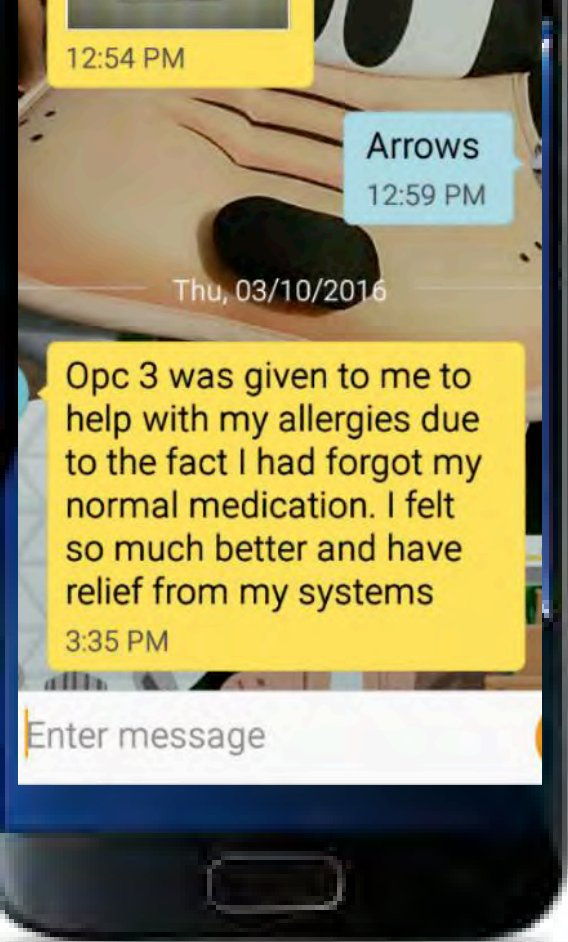 12:54 PM
Arrows
12:59 PM
Thu, 03/10/2016
Opc 3 was given to me to
help with my allergies due
to the fact I had forgot my
normal medication. I felt
so much better and have
relief from my systems
3:35 PM
Enter message